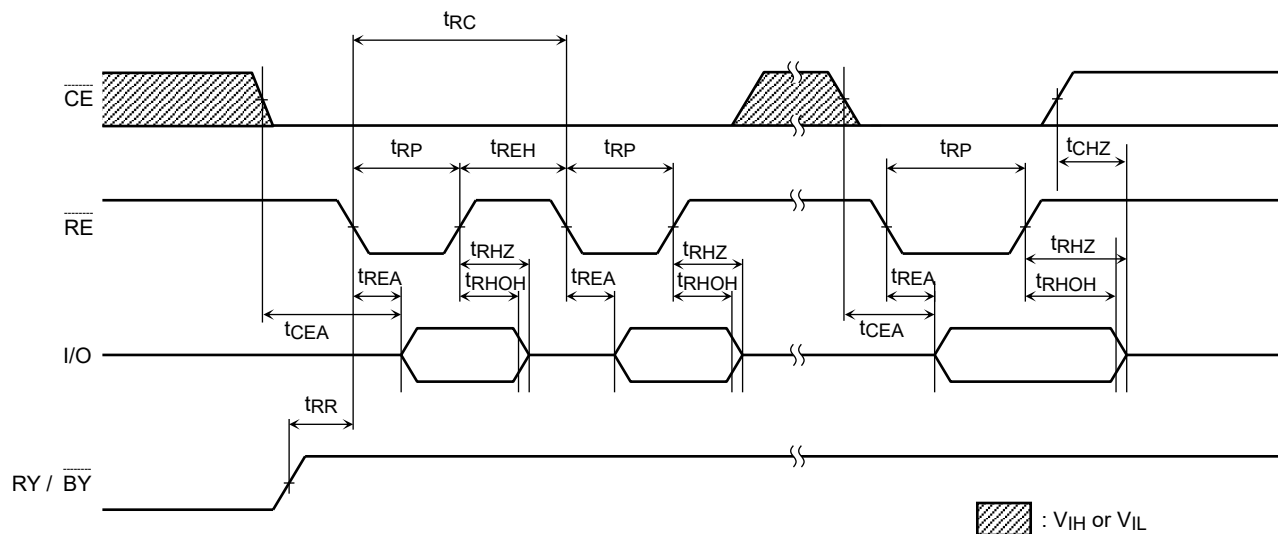 tRC
CE
tRP
tREH
tRP
tRP
tCHZ
RE
tRHZ
tRHZ
tRHZ
tREA
tRHOH
tREA
tRHOH
tREA
tRHOH
tCEA
tCEA
I/O
tRR
RY / BY
: VIH or VIL